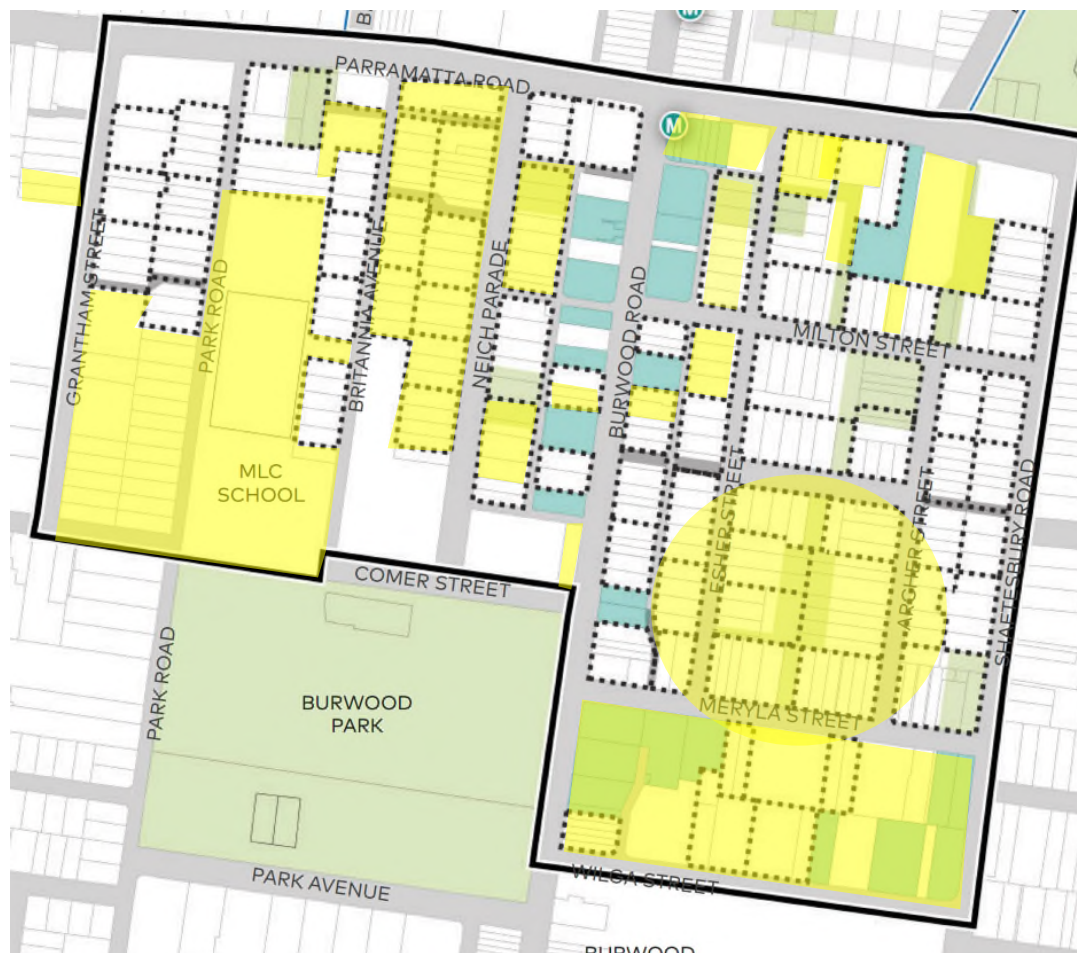 M
PARRAMATTA ROAD
M
GRANTHAM STREET
PARK ROAD
BRITANNIA AVENUE
NEICH PARADE
BURWOOD ROAD
MILTON STREET
MLC
SCHOOL
ESHER STREET
ARCHER STREET
SHAFTESBURY ROAD
COMER STREET
PARK ROAD
BURWOOD
PARK
MERYLA STREET
PARK AVENUE
WILGA STREET
BURWOOD